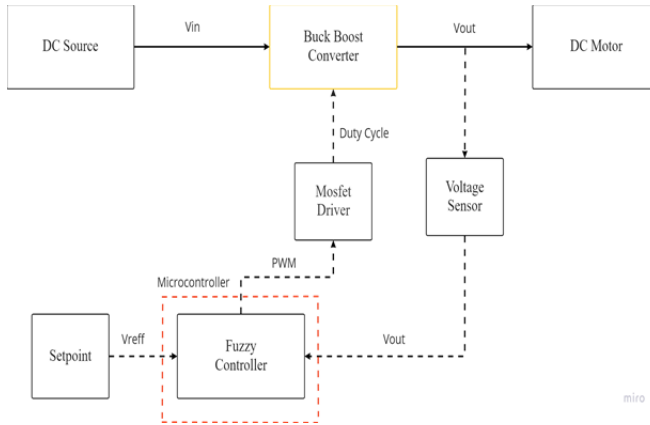 Vin
Vout
DC Source
Buck Boost
Converter
DC Motor
Duty Cycle
Mosfet
Driver
Voltage
Sensor
PWM
Microcontroller
Setpoint
Vreff
Fuzzy
Controller
Vout
miro